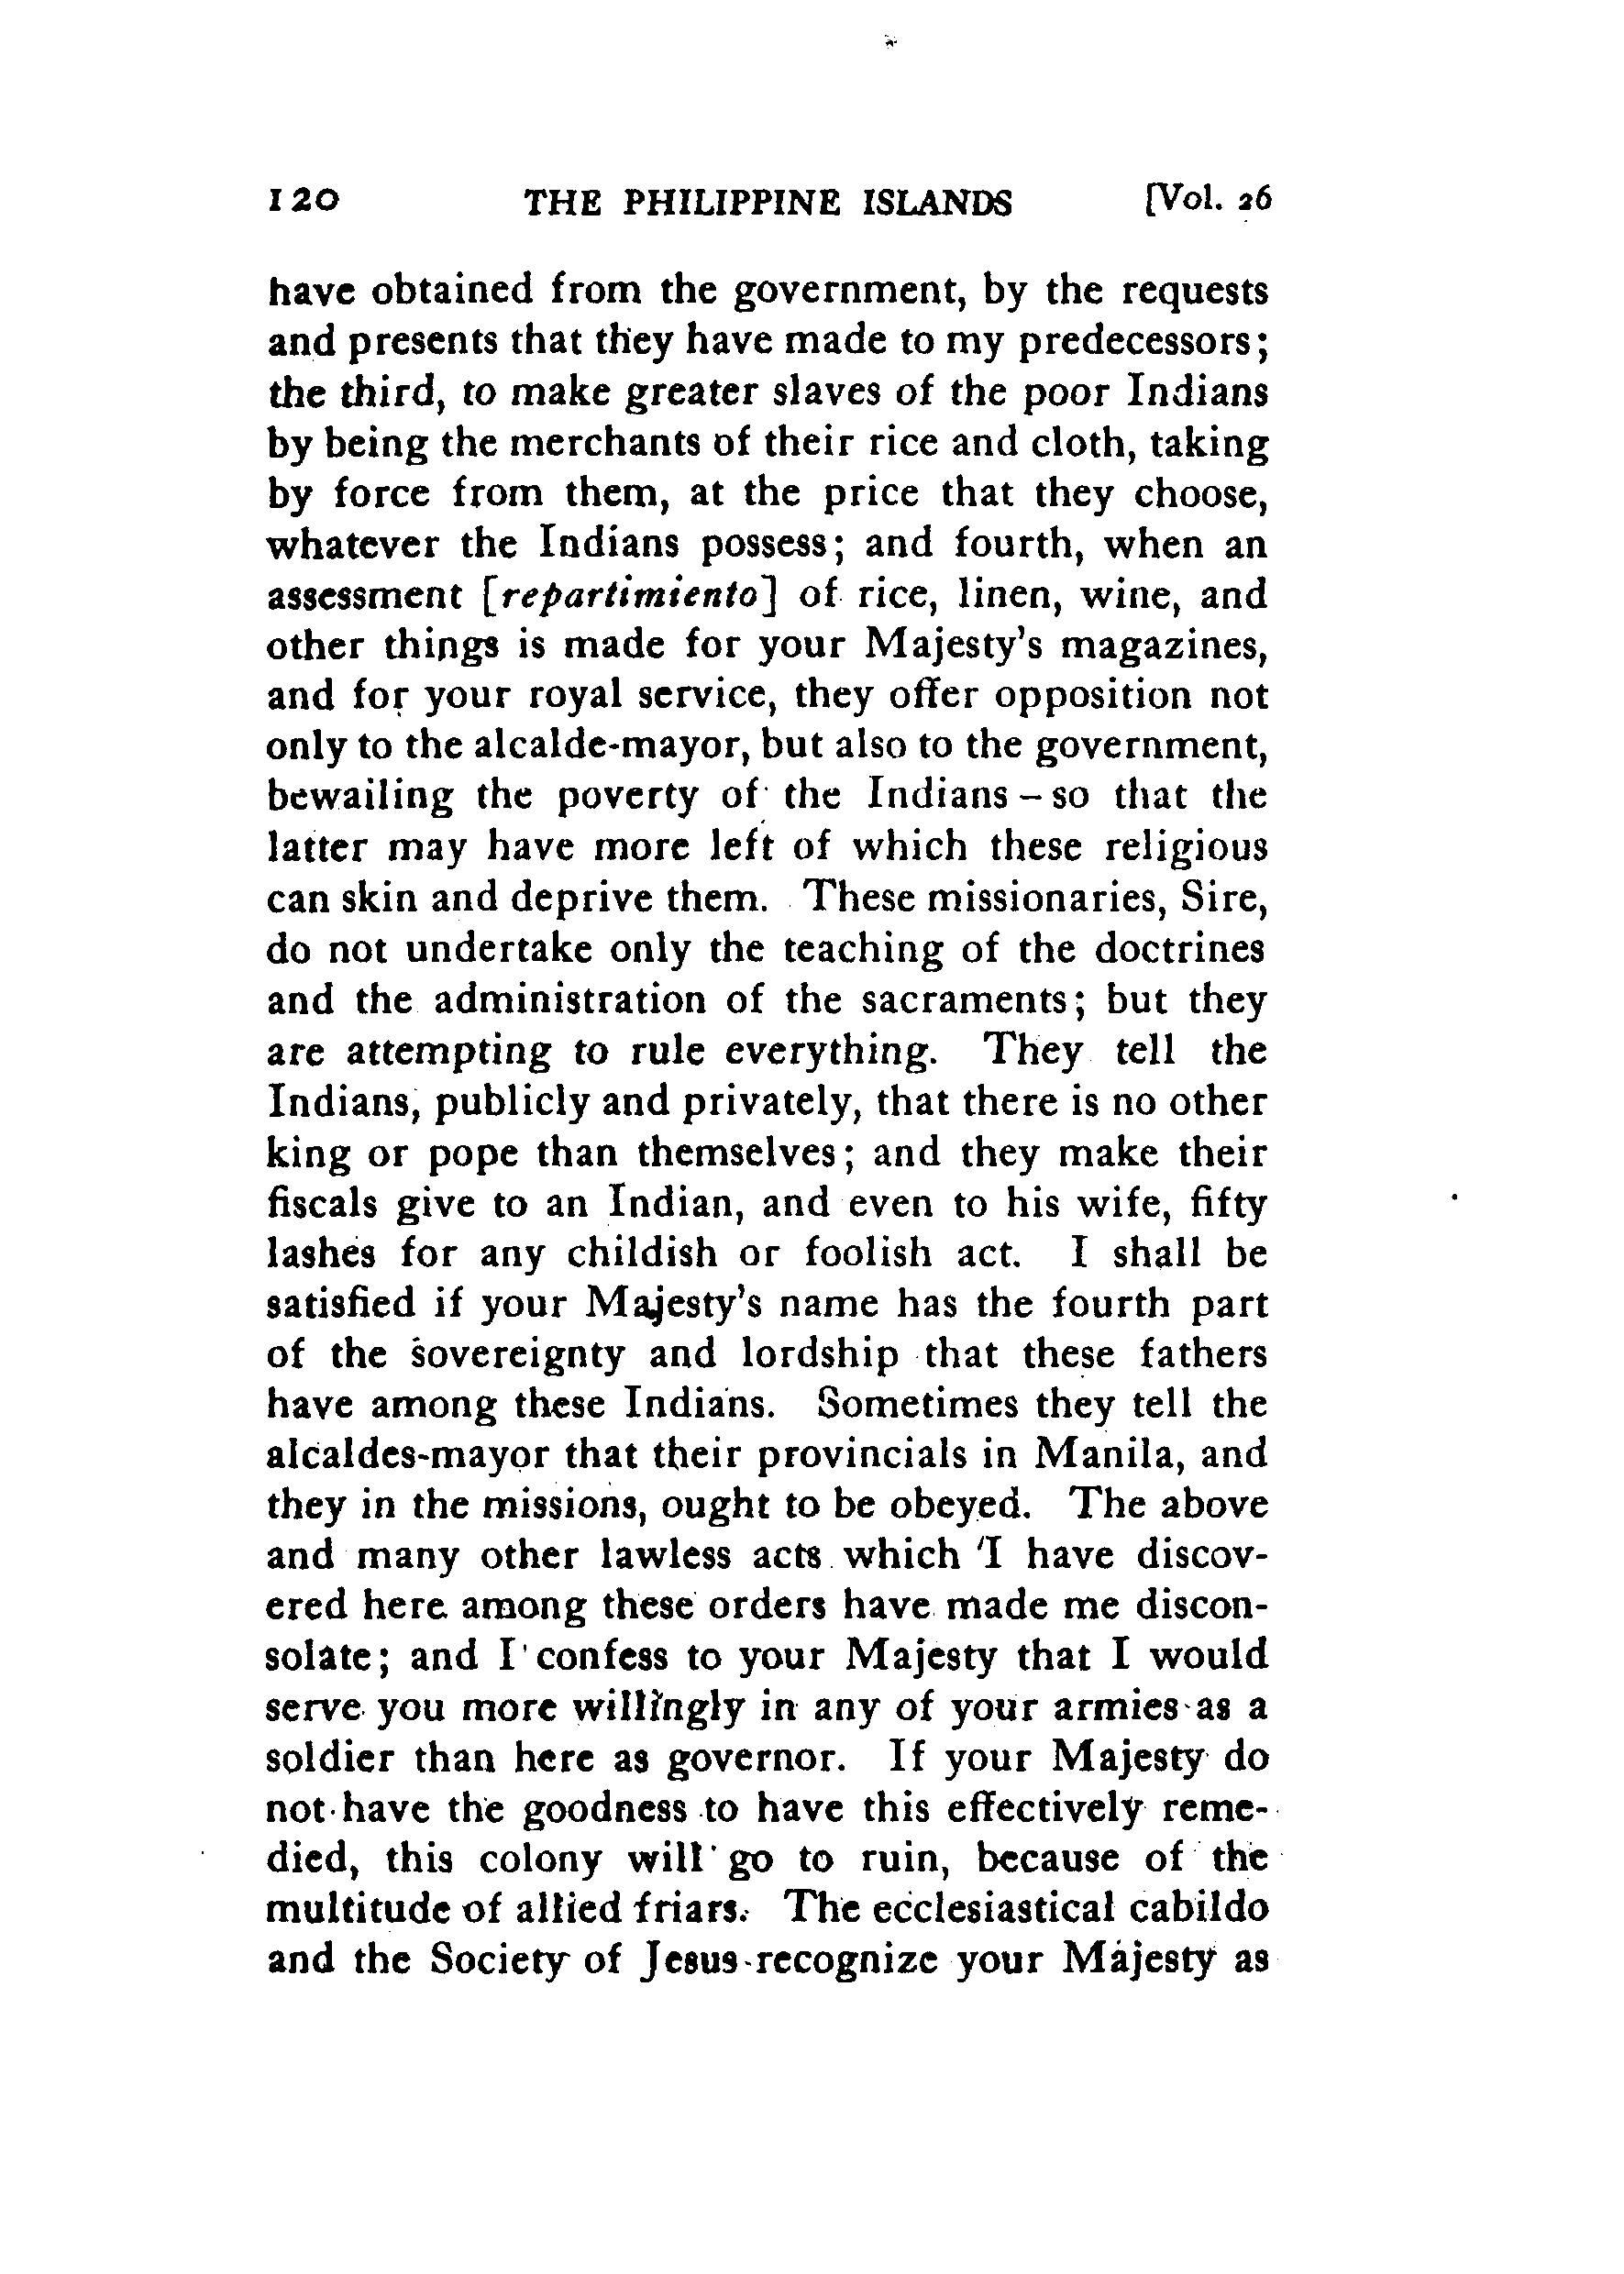 120 THE PHILIPPINE ISLANDS [Vol. 26
have obtained from the government, by the requests
and presents that they have made to my predecessors;
the third, to make greater slaves of the poor Indians
by being the merchants of their rice and cloth, taking
by force from them, at the price that they choose,
whatever the Indians possess; and fourth, when an
assessment [repartimiento] of rice, linen, wine, and
other things is made for your Majesty's magazines,
and for your royal service, they offer opposition not
only to the alcalde-mayor, but also to the government,
bewailing the poverty of the Indians – so that the
latter may have more left of which these religious
can skin and deprive them. These missionaries, Sire,
do not undertake only the teaching of the doctrines
and the administration of the sacraments; but they
are attempting to rule everything. They tell the
Indians, publicly and privately, that there is no other
king or pope than themselves; and they make their
fiscals give to an Indian, and even to his wife, fifty
lashes for any childish or foolish act. I shall be
satisfied if your Majesty's name has the fourth part
of the sovereignty and lordship that these fathers
have among these Indians. Sometimes they tell the
alcaldes-mayor that their provincials in Manila, and
they in the missions, ought to be obeyed. The above
and many other lawless acts which I have discov-
ered here among these orders have made me discon-
solate; and I confess to your Majesty that I would
serve you more willingly in any of your armies as a
soldier than here as governor. If your Majesty do
not have the goodness to have this effectively reme-
died, this colony will go to ruin, because of the
multitude of allied friars. The ecclesiastical cabildo
and the Society of Jesus recognize your Majesty as